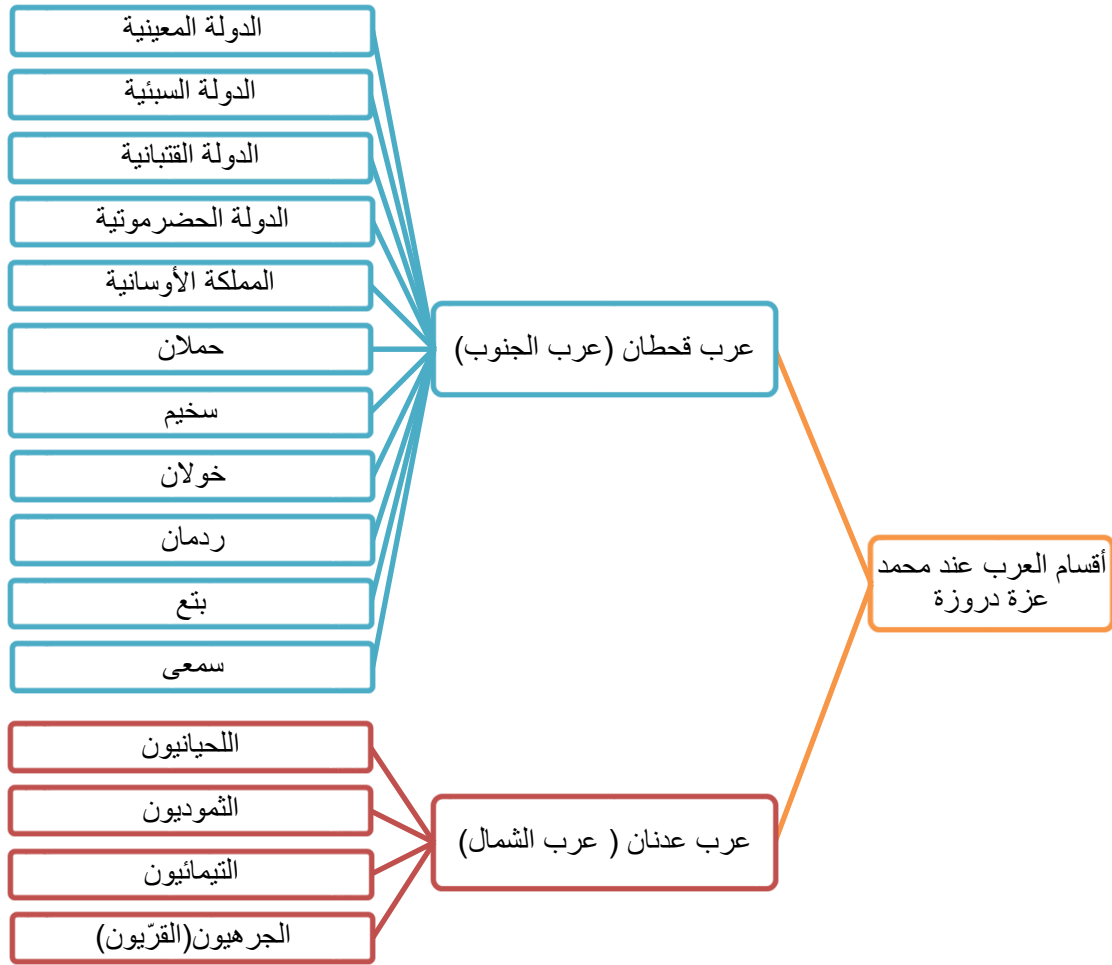 أقسام العرب عند محمد
عزة دروزة
عرب قحطان (عرب الجنوب)
الدولة المعينية
الدولة السبئية
الدولة القتبانية
الدولة الحضرموتية
المملكة الأوسانية
حملان
سخيم
خولان
ردمان
بتع
سمعى
عرب عدنان ( عرب الشمال)
اللحيانيون
الثموديون
التيمائيون
الجرهيون(القرّيون)